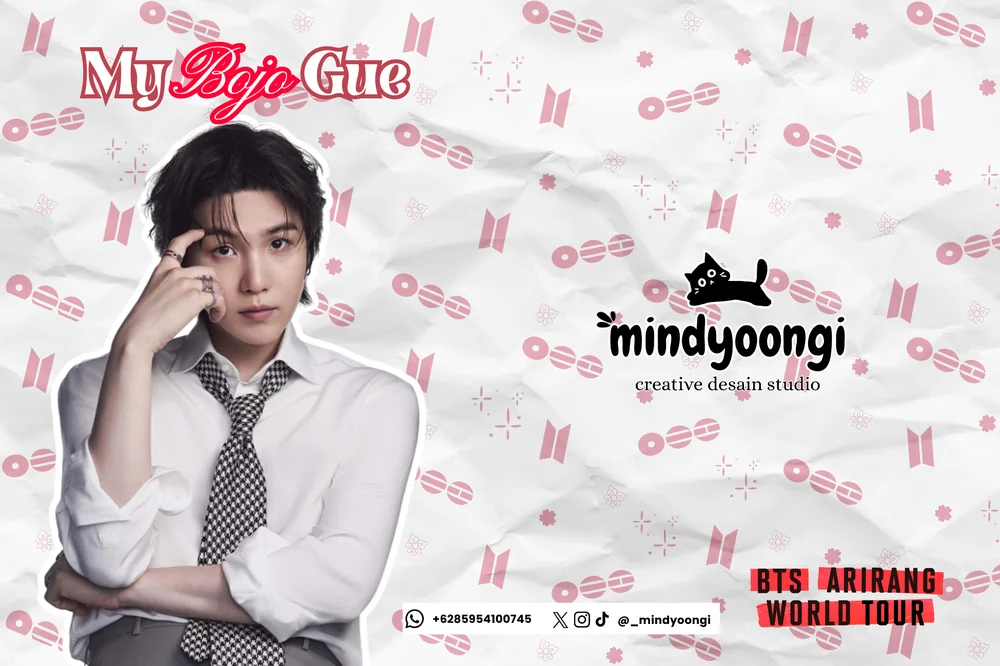 My Bojo Gue
mindyoongi
creative desain studio
BTS ARIRANG
WORLD TOUR
+6285954100745
@_mindyoongi